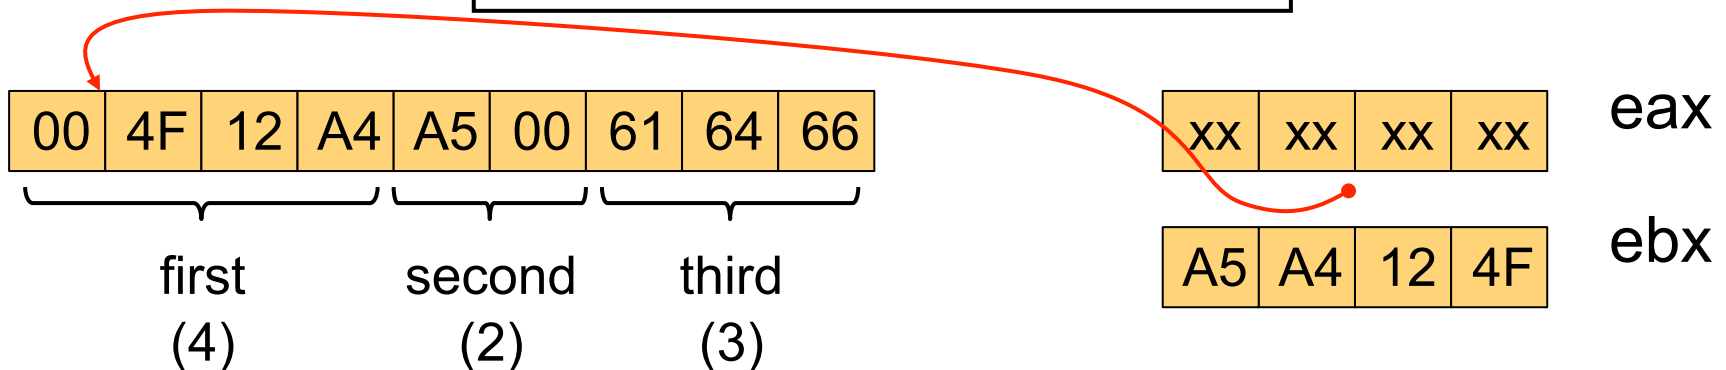 00 4F 12 A4 A5 00 61 64 66
xx xx xx xx eax
A5 A4 12 4F ebx
first second third
(4) (2) (3)